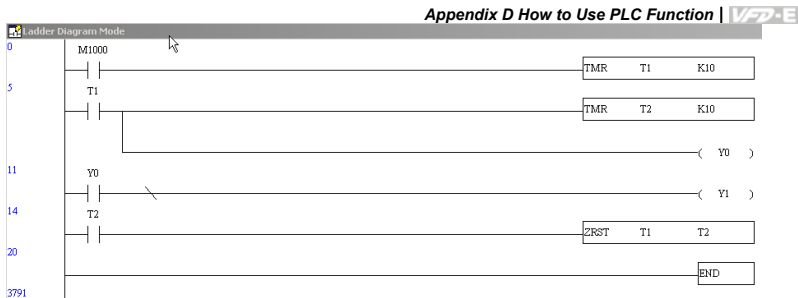 Appendix D How to Use PLC Function | VFD-E
Ladder Diagram Mode
0
M1000
TMR T1 K10
5
T1
TMR T2 K10
( Y0 )
11
Y0
( Y1 )
14
T2
ZRST T1 T2
20
END
3791